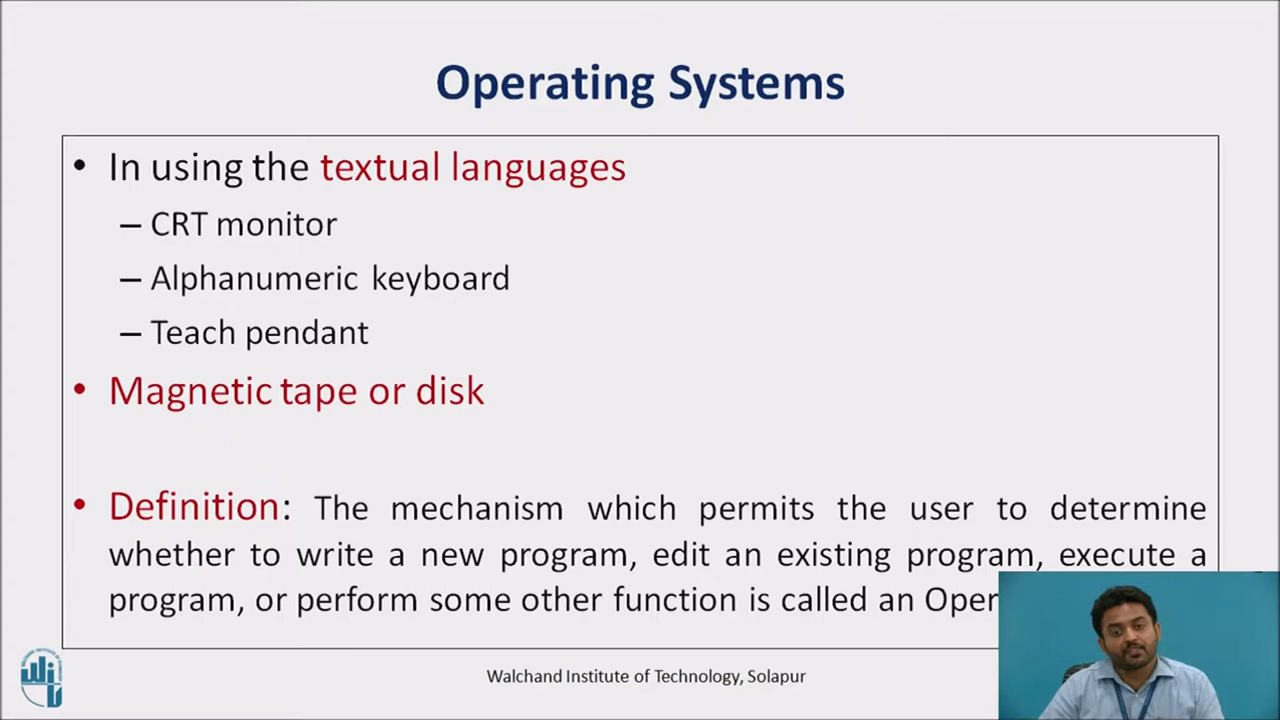 Operating Systems
• In using the textual languages
– CRT monitor
– Alphanumeric keyboard
– Teach pendant
• Magnetic tape or disk
• Definition: The mechanism which permits the user to determine
whether to write a new program, edit an existing program, execute a
program, or perform some other function is called an Oper
Walchand Institute of Technology, Solapur